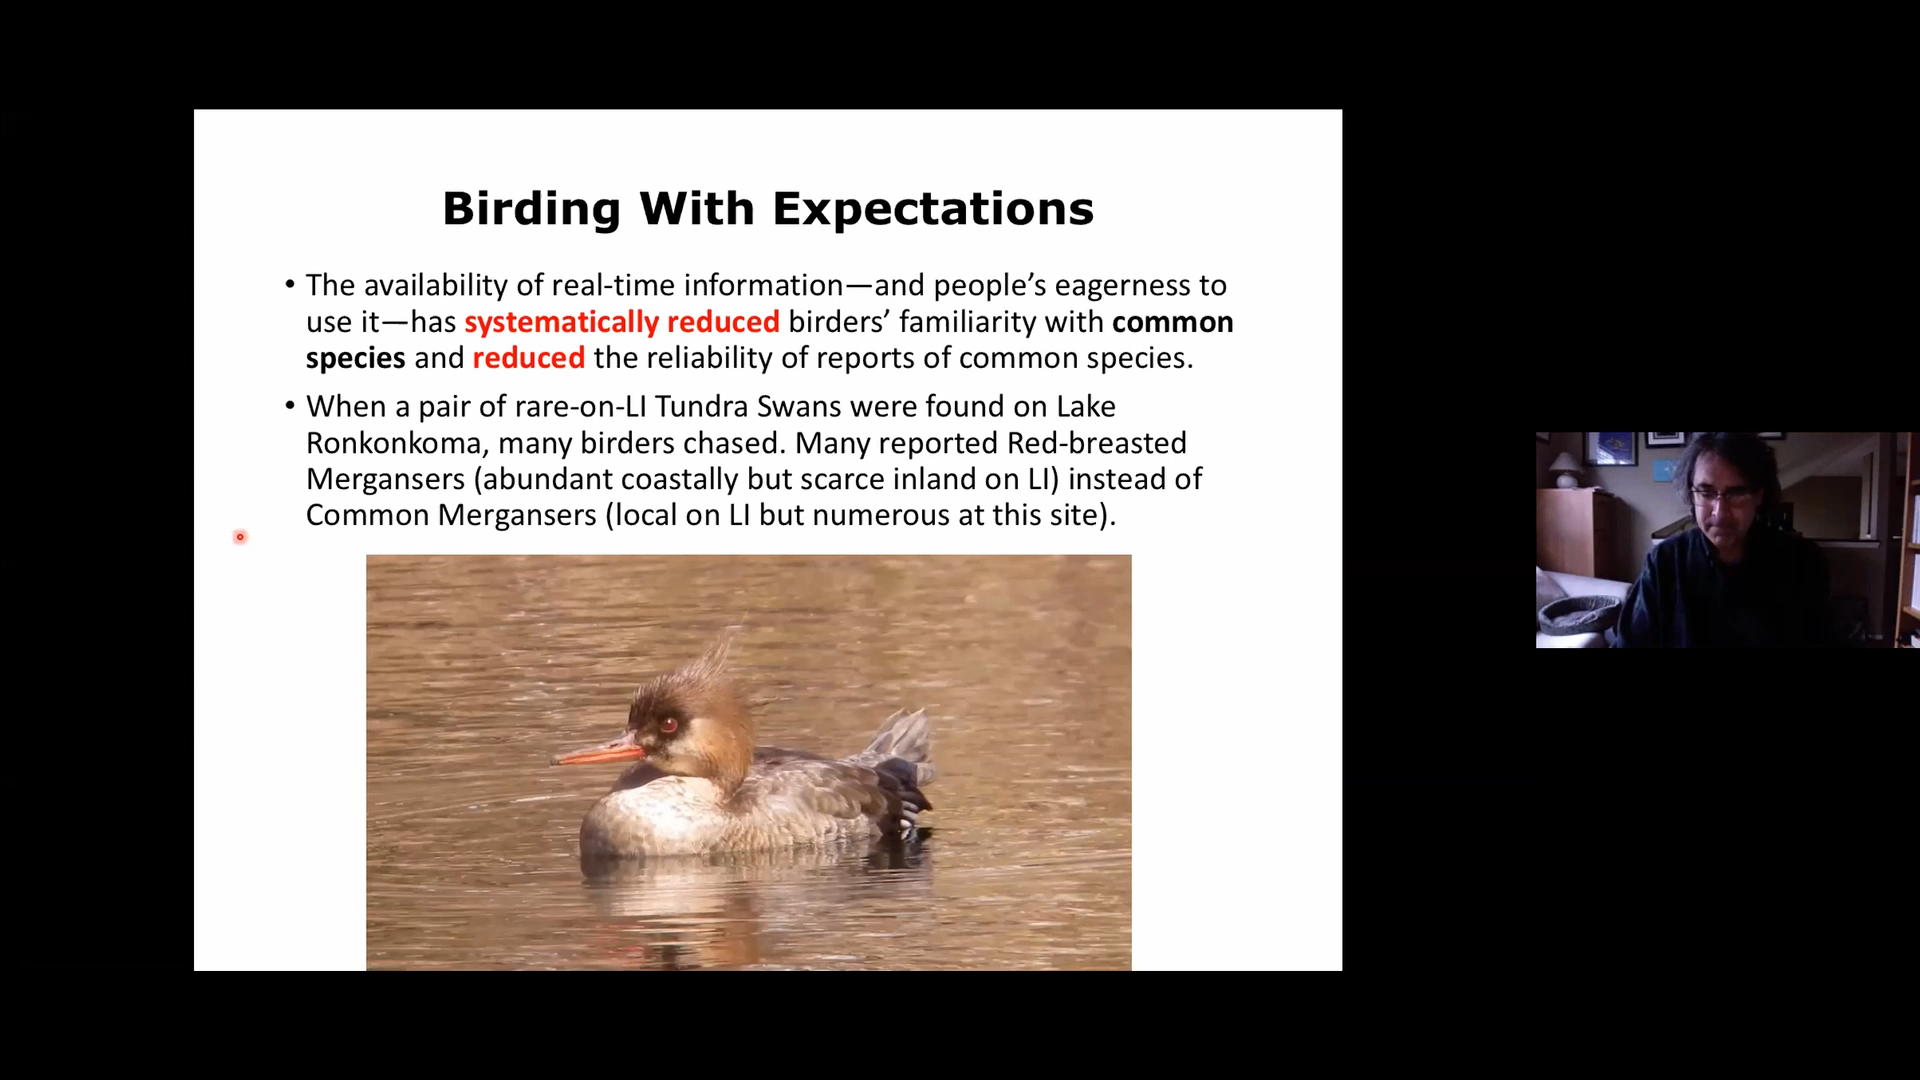 Birding With Expectations
• The availability of real-time information—and people’s eagerness to
use it—has systematically reduced birders’ familiarity with common
species and reduced the reliability of reports of common species.
• When a pair of rare-on-LI Tundra Swans were found on Lake
Ronkonkoma, many birders chased. Many reported Red-breasted
Mergansers (abundant coastally but scarce inland on LI) instead of
Common Mergansers (local on LI but numerous at this site).